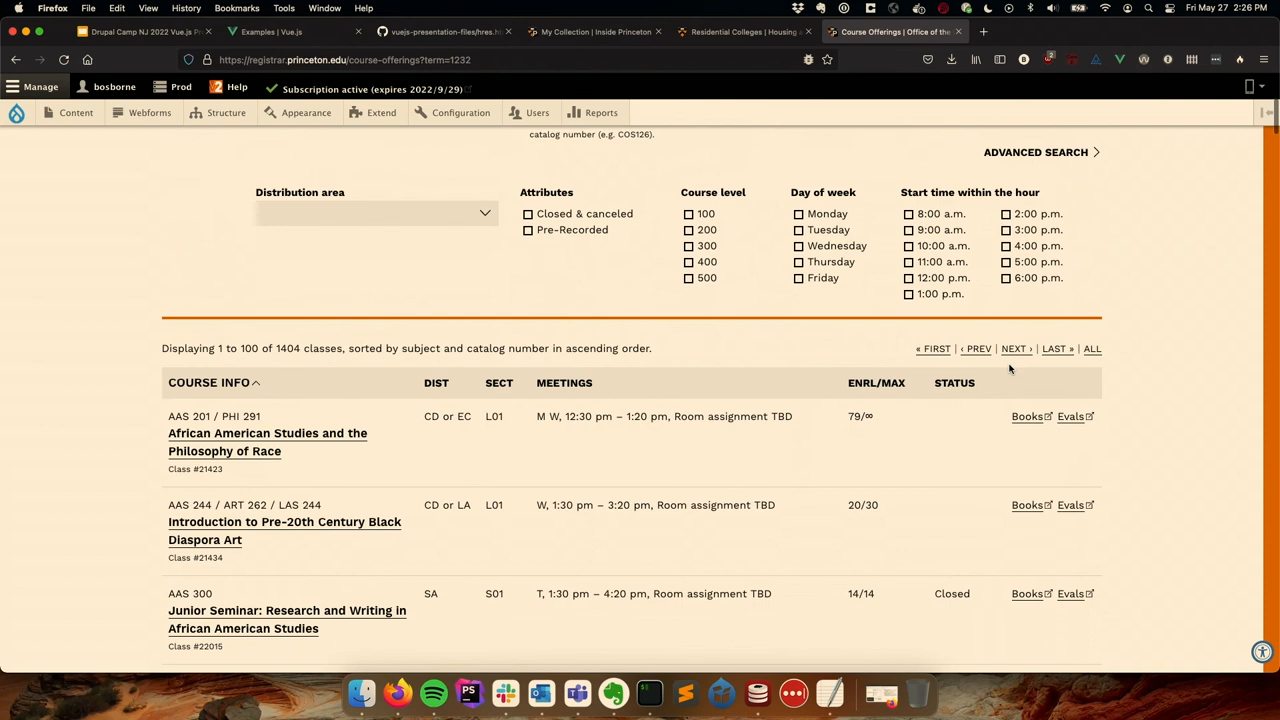 Firefox File Edit View History Bookmarks Tools Window Help Fri May 27 2:26 PM
Drupal Camp NJ 2022 Vue.js P Examples | Vue.js vuejs-presentation-files/hres.h My Collection | Inside Princeton Residential Colleges | Housing Course Offerings | Office of the
https://registrar.princeton.edu/course-offerings?term=1232
Manage bosborne Prod Help Subscription active (expires 2022/9/29)
Content Webforms Structure Appearance Extend Configuration Users Reports
catalog number (e.g. COS126).
ADVANCED SEARCH
Distribution area Attributes Course level Day of week Start time within the hour
Closed & canceled 100 Monday 8:00 a.m. 2:00 p.m.
Pre-Recorded 200 Tuesday 9:00 a.m. 3:00 p.m.
300 Wednesday 10:00 a.m. 4:00 p.m.
400 Thursday 11:00 a.m. 5:00 p.m.
500 Friday 12:00 p.m. 6:00 p.m.
1:00 p.m.
Displaying 1 to 100 of 1404 classes, sorted by subject and catalog number in ascending order. « FIRST | ‹ PREV | NEXT › | LAST » | ALL
COURSE INFO DIST SECT MEETINGS ENRL/MAX STATUS
AAS 201 / PHI 291 CD or EC L01 M W, 12:30 pm – 1:20 pm, Room assignment TBD 79/∞ Books Evals
African American Studies and the
Philosophy of Race
Class #21423
AAS 244 / ART 262 / LAS 244 CD or LA L01 W, 1:30 pm – 3:20 pm, Room assignment TBD 20/30 Books Evals
Introduction to Pre-20th Century Black
Diaspora Art
Class #21434
AAS 300 SA S01 T, 1:30 pm – 4:20 pm, Room assignment TBD 14/14 Closed Books Evals
Junior Seminar: Research and Writing in
African American Studies
Class #22015